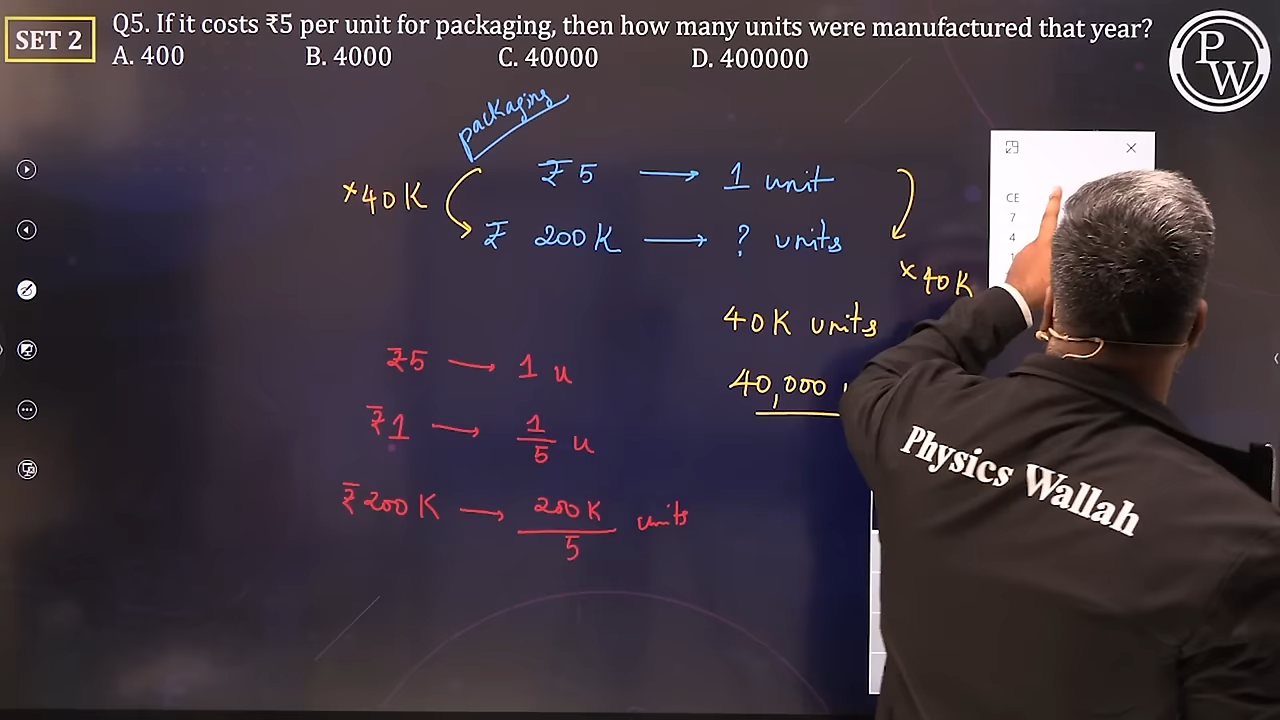 SET 2
Q5. If it costs ₹5 per unit for packaging, then how many units were manufactured that year?
A. 400 B. 4000 C. 40000 D. 400000
PW
packaging
×40K
₹5 → 1 unit
₹ 200K → ? units
×40K
40K units
40,000
₹5 → 1 u
₹1 → 1/5 u
₹200K → 200K/5 units
CE
7
4
Physics Wallah